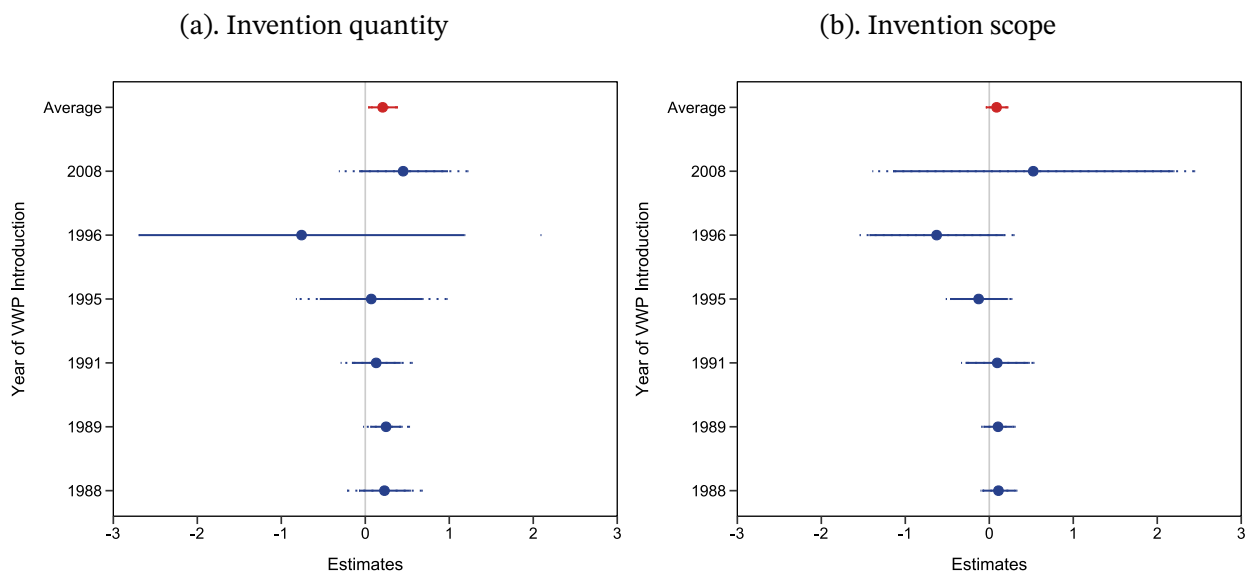 (a). Invention quantity
Average
2008
1996
1995
1991
1989
1988
Year of VWP Introduction
-3 -2 -1 0 1 2 3
Estimates
(b). Invention scope
Average
2008
1996
1995
1991
1989
1988
Year of VWP Introduction
-3 -2 -1 0 1 2 3
Estimates